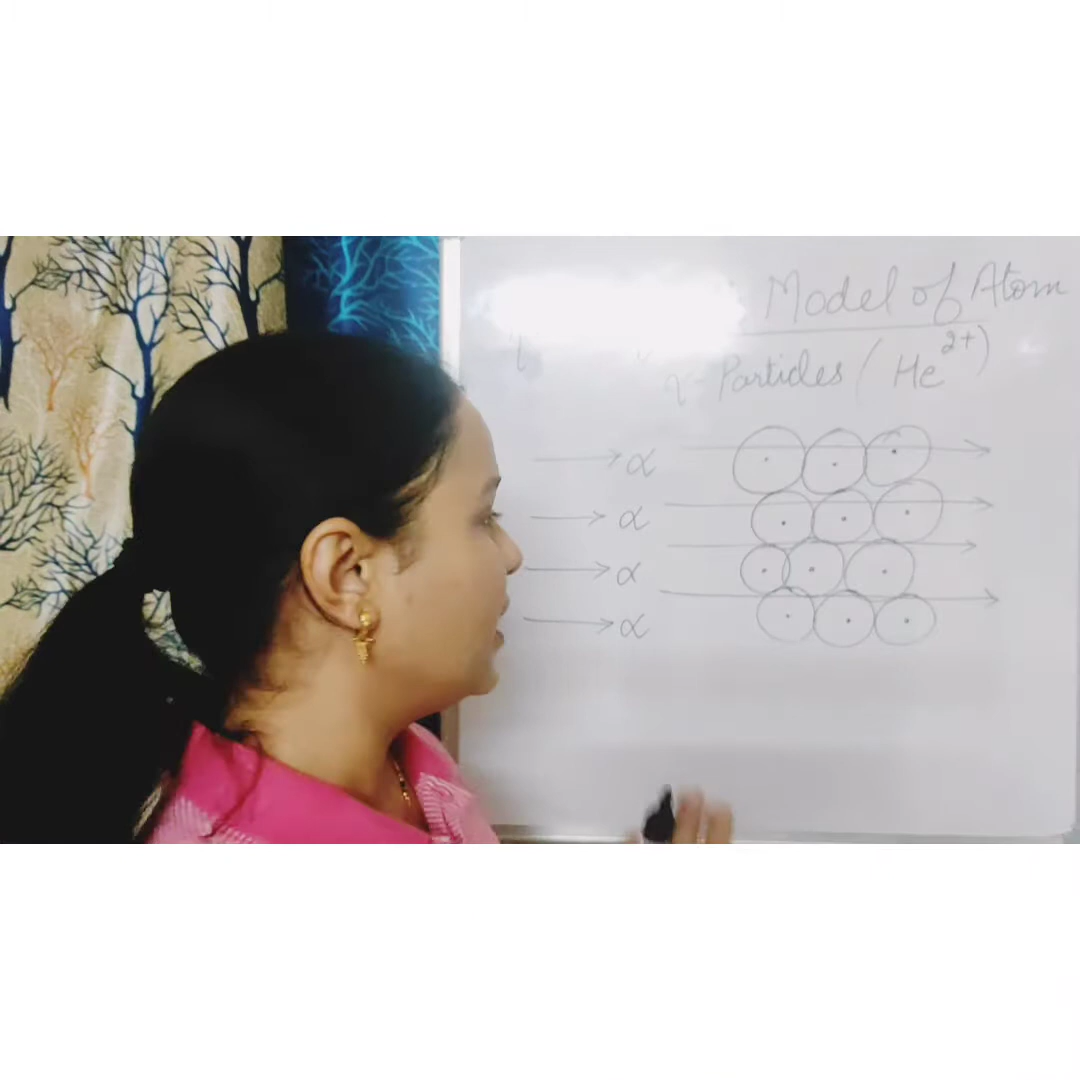 Model of Atom
α-Particles (He²⁺)
α
α
α
α